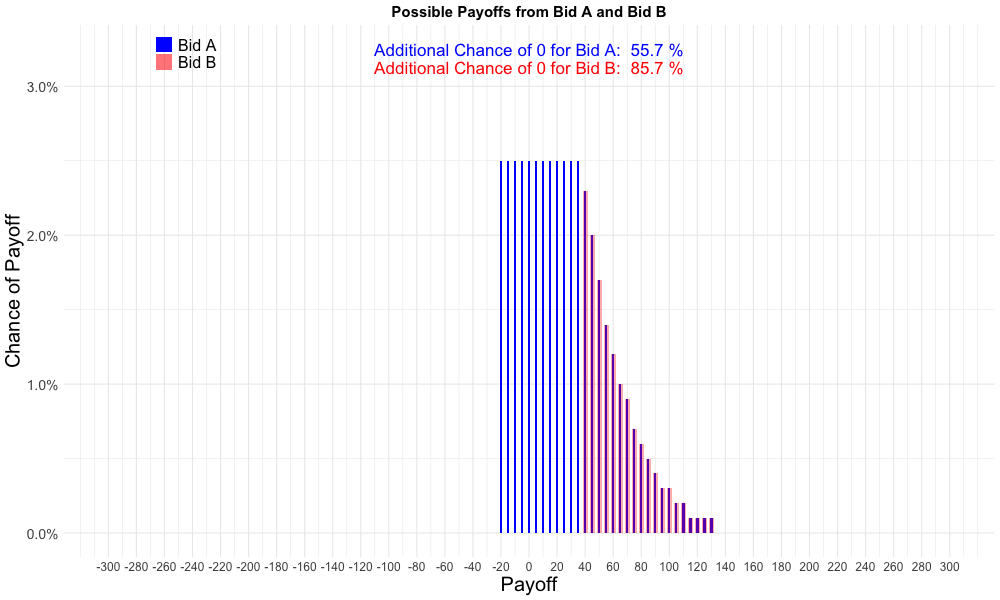 Possible Payoffs from Bid A and Bid B
Bid A
Bid B
Additional Chance of 0 for Bid A:  55.7 %
Additional Chance of 0 for Bid B:  85.7 %
Chance of Payoff
3.0%
2.0%
1.0%
0.0%
-300 -280 -260 -240 -220 -200 -180 -160 -140 -120 -100 -80 -60 -40 -20 0 20 40 60 80 100 120 140 160 180 200 220 240 260 280 300
Payoff